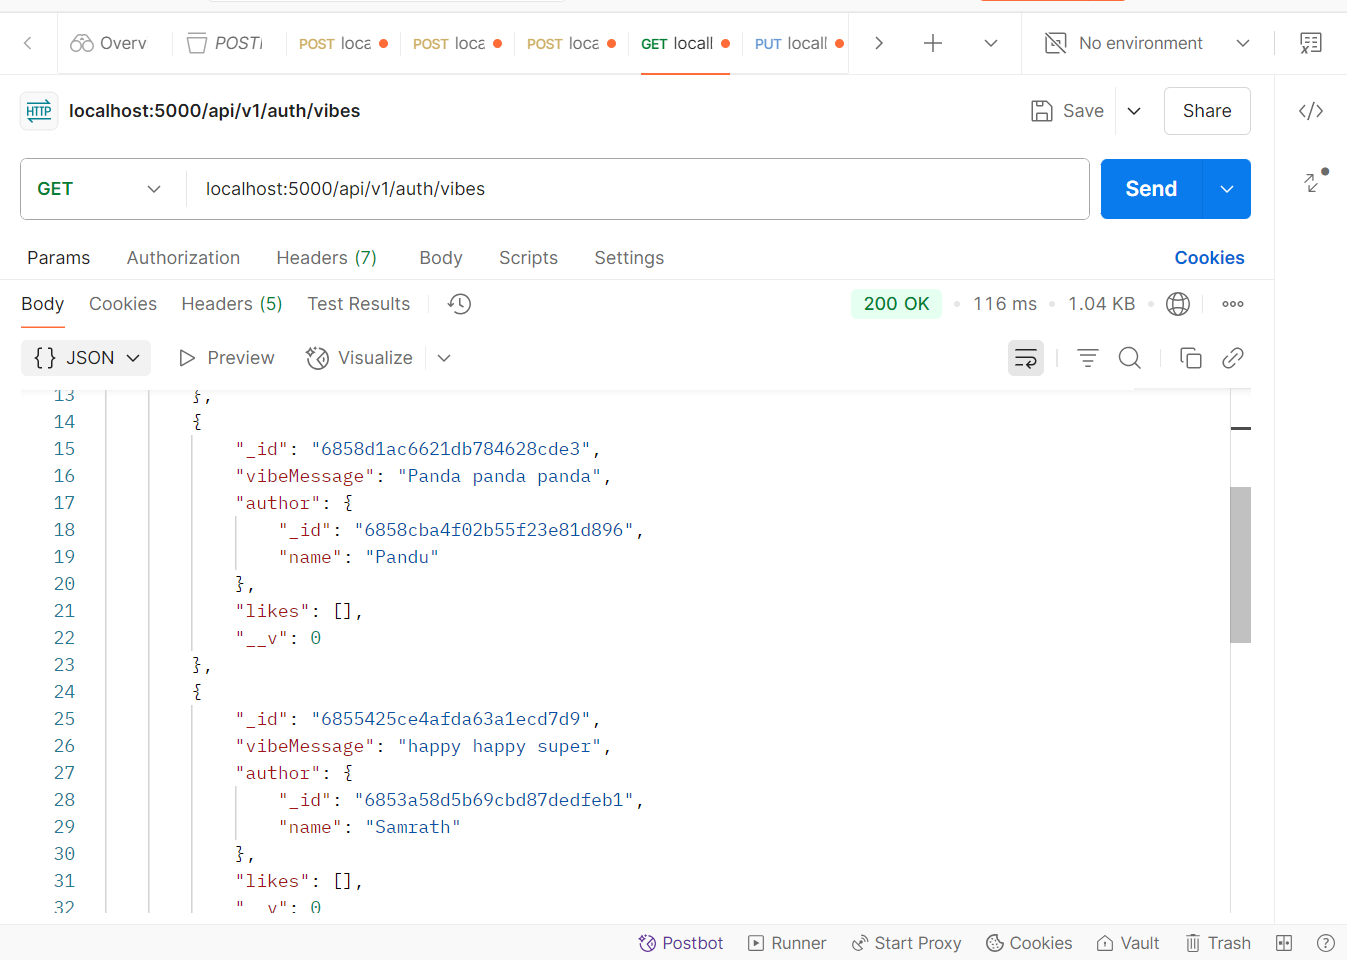 Overv
POSTI
POST loca
POST loca
POST loca
GET locall
PUT locall
No environment
HTTP
localhost:5000/api/v1/auth/vibes
Save
Share
GET
localhost:5000/api/v1/auth/vibes
Send
Params
Authorization
Headers (7)
Body
Scripts
Settings
Cookies
Body
Cookies
Headers (5)
Test Results
200 OK
116 ms
1.04 KB
{} JSON
Preview
Visualize
13 },
14 {
15 "_id": "6858d1ac6621db784628cde3",
16 "vibeMessage": "Panda panda panda",
17 "author": {
18 "_id": "6858cba4f02b55f23e81d896",
19 "name": "Pandu"
20 },
21 "likes": [],
22 "__v": 0
23 },
24 {
25 "_id": "6855425ce4afda63a1ecd7d9",
26 "vibeMessage": "happy happy super",
27 "author": {
28 "_id": "6853a58d5b69cbd87dedfeb1",
29 "name": "Samrath"
30 },
31 "likes": [],
32 "__v": 0
Postbot
Runner
Start Proxy
Cookies
Vault
Trash